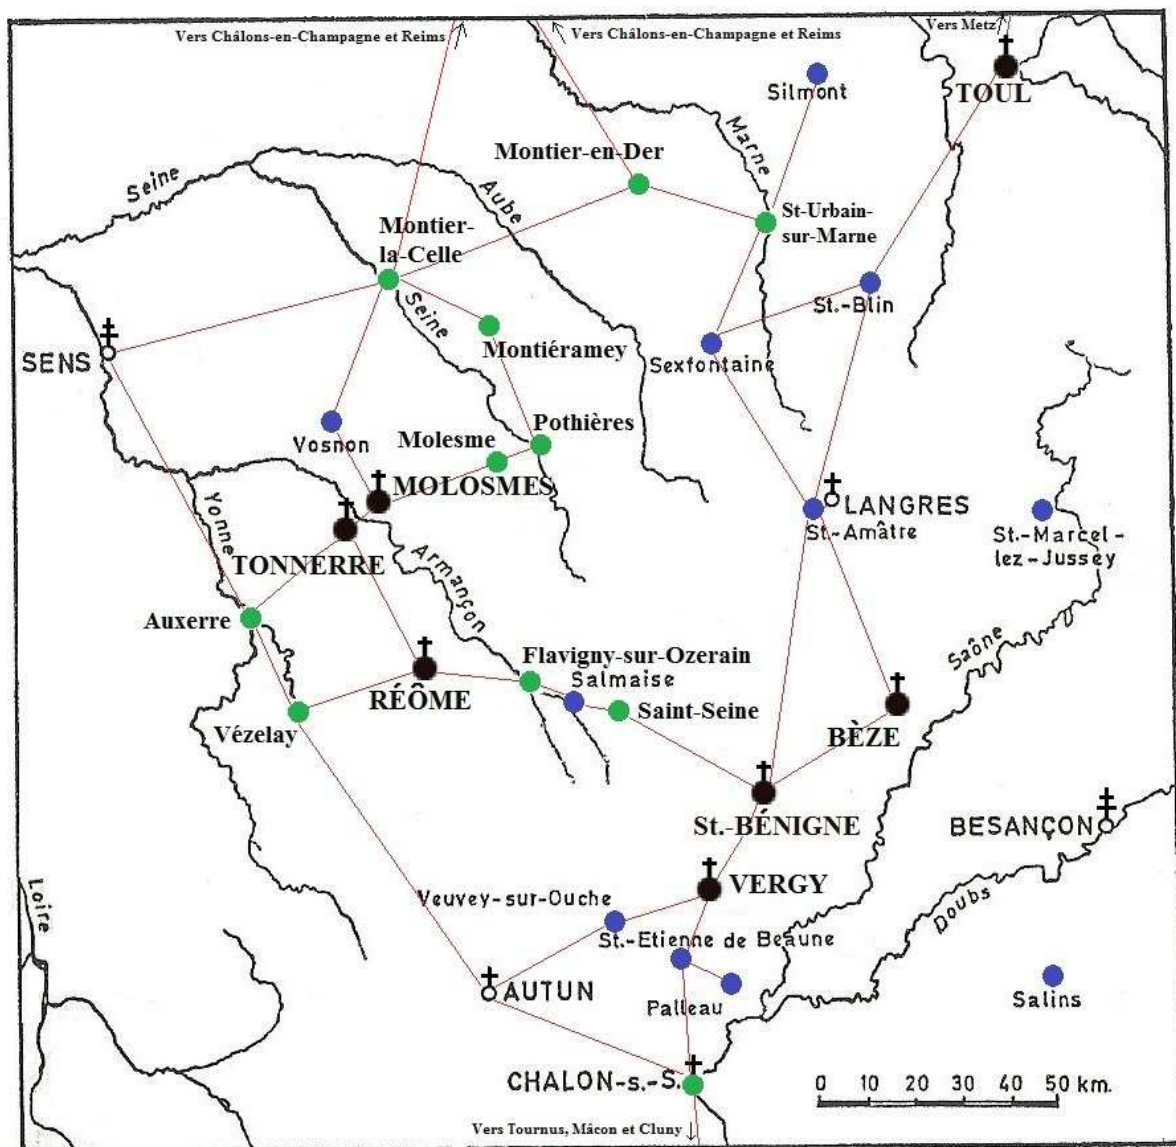 Vers Châlons-en-Champagne et Reims
Vers Châlons-en-Champagne et Reims
Vers Metz
TOUL
Silmont
Marne
Montier-en-Der
Seine
Aube
Montier-
la-Celle
St-Urbain-
sur-Marne
Seine
St.-Blin
SENS
Montiéramey
Sexfontaine
Pothières
Vosnon
Molesme
MOLOSMES
Yonne
LANGRES
St.-Amâtre
St.-Marcel-
lez-Jussey
TONNERRE
Armançon
Auxerre
Saône
Flavigny-sur-Ozerain
Salmaise
RÉÔME
Saint-Seine
Vézelay
BÈZE
St.-BÉNIGNE
BESANÇON
Loire
Veuvey-sur-Ouche
VERGY
Doubs
St.-Etienne de Beaune
AUTUN
Palleau
Salins
CHALON-s.-S.
0 10 20 30 40 50 km.
Vers Tournus, Mâcon et Cluny